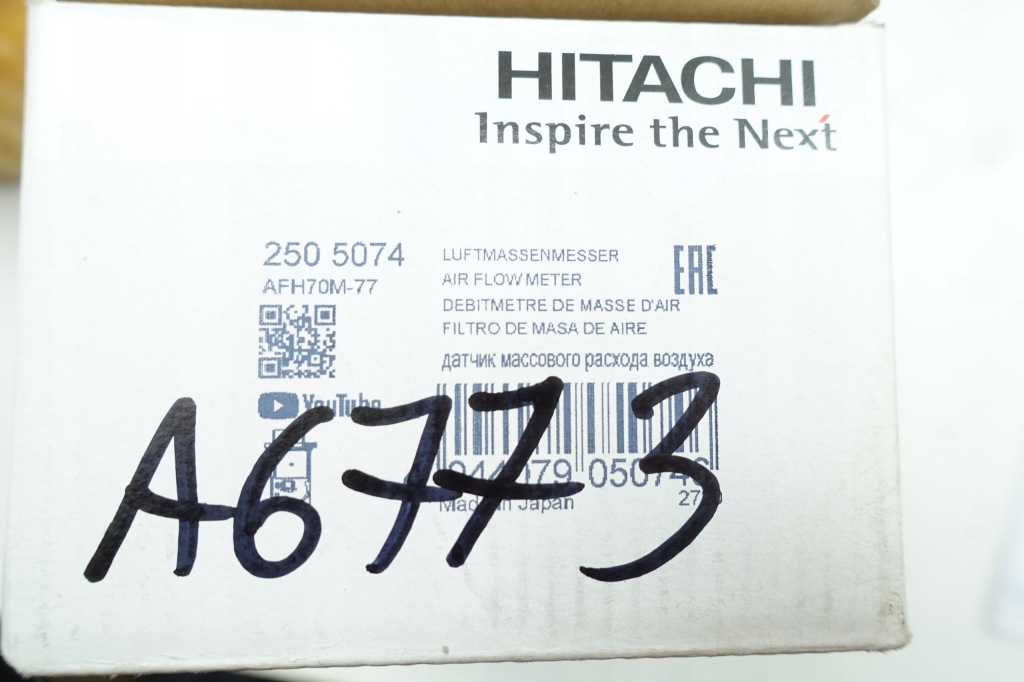 HITACHI
Inspire the Next
250 5074
AFH70M-77
LUFTMASSENMESSER
AIR FLOW METER
DEBITMETRE DE MASSE D'AIR
FILTRO DE MASA DE AIRE
датчик массового расхода воздуха
EAC
YouTube
A6773
Made in Japan